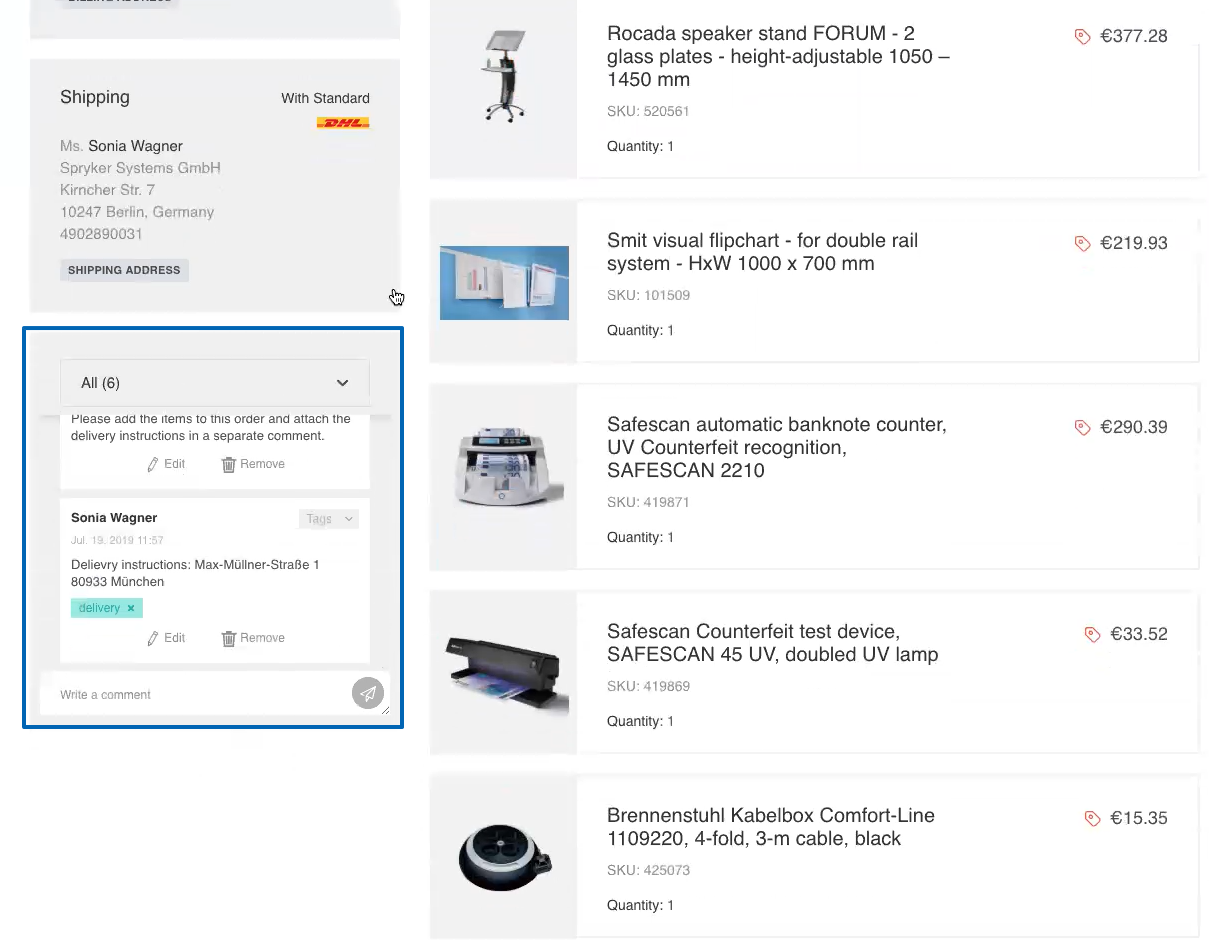 BILLING ADDRESS
Shipping
With Standard
DHL
Ms. Sonia Wagner
Spryker Systems GmbH
Kirncher Str. 7
10247 Berlin, Germany
4902890031
SHIPPING ADDRESS
All (6)
Please add the items to this order and attach the
delivery instructions in a separate comment.
Edit
Remove
Sonia Wagner
Tags
Jul. 19, 2019 11:57
Delievry instructions: Max-Müllner-Straße 1
80933 München
delivery ×
Edit
Remove
Write a comment
Rocada speaker stand FORUM - 2
glass plates - height-adjustable 1050 –
1450 mm
€377.28
SKU: 520561
Quantity: 1
Smit visual flipchart - for double rail
system - HxW 1000 x 700 mm
€219.93
SKU: 101509
Quantity: 1
Safescan automatic banknote counter,
UV Counterfeit recognition,
SAFESCAN 2210
€290.39
SKU: 419871
Quantity: 1
Safescan Counterfeit test device,
SAFESCAN 45 UV, doubled UV lamp
€33.52
SKU: 419869
Quantity: 1
Brennenstuhl Kabelbox Comfort-Line
1109220, 4-fold, 3-m cable, black
€15.35
SKU: 425073
Quantity: 1